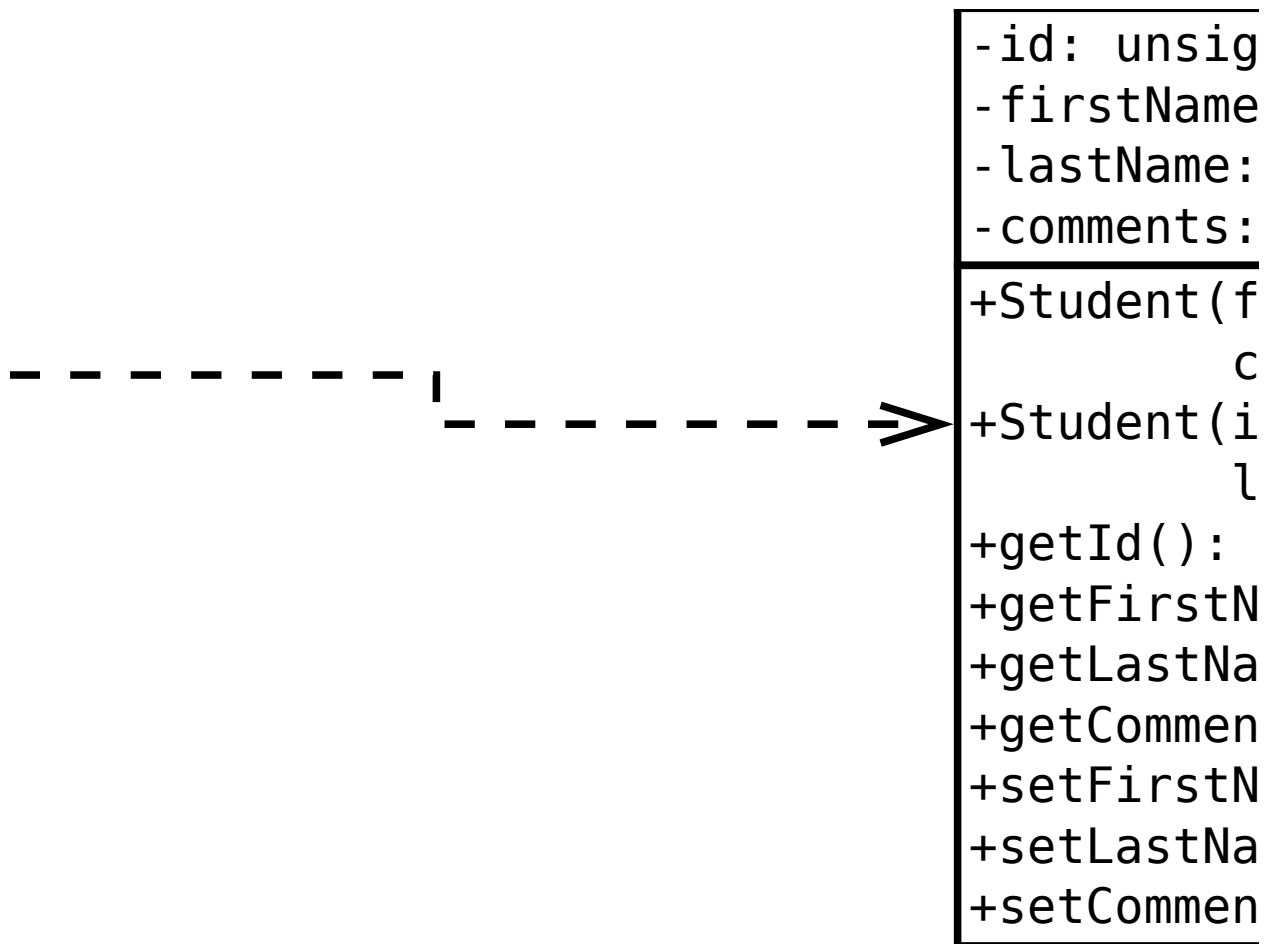 -id: unsig
-firstName
-lastName:
-comments:
+Student(f
c
+Student(i
l
+getId():
+getFirstN
+getLastNa
+getCommen
+setFirstN
+setLastNa
+setCommen